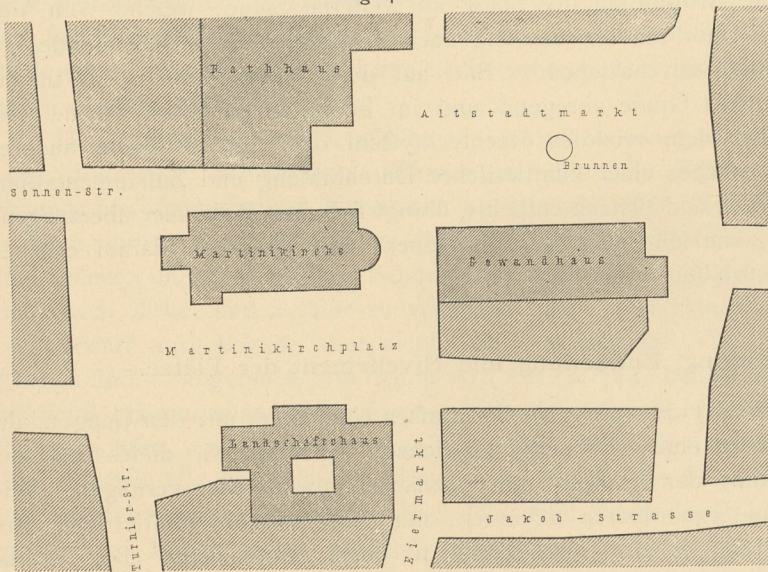 Rathhaus
Altstadtmarkt
Brunnen
Sonnen-Str.
Martinikirche
Gewandhaus
Martinikirchplatz
Landschaftshaus
Turnier-Str.
Eiermarkt
Jakob-Strasse